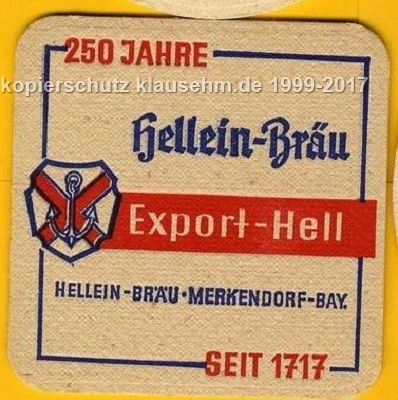 250 JAHRE
kopierschutz klausehm.de 1999-2017
Hellein-Bräu
Export-Hell
HELLEIN-BRÄU·MERKENDORF-BAY.
SEIT 1717